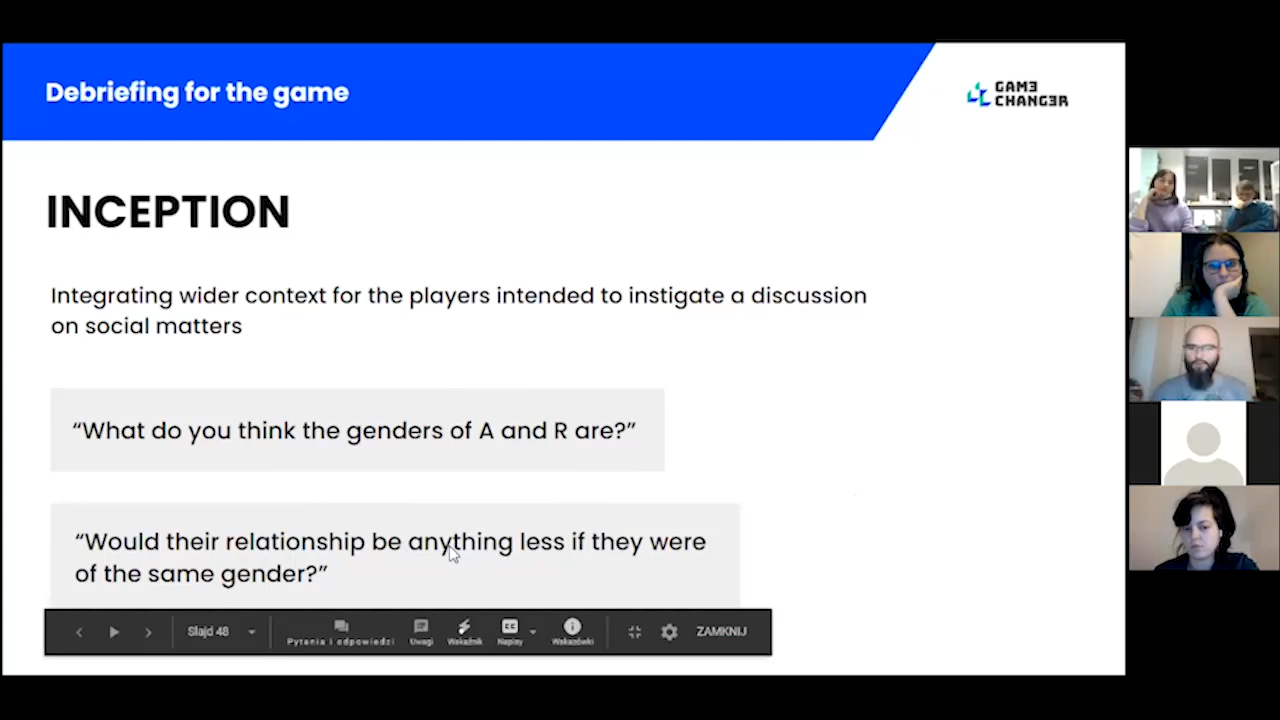 Debriefing for the game
GAMƎ
CHANGƎR
INCEPTION
Integrating wider context for the players intended to instigate a discussion
on social matters
“What do you think the genders of A and R are?”
“Would their relationship be anything less if they were
of the same gender?”
Slajd 48
Pytania i odpowiedzi
Uwagi
Wskaźnik
Napisy
Wskazówki
ZAMKNIJ